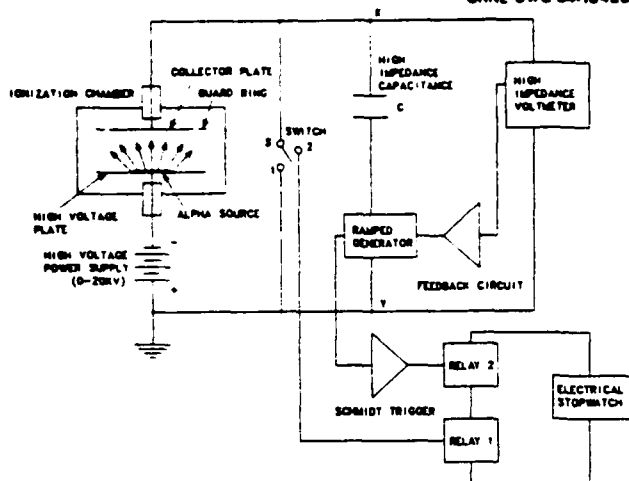 X
HIGH
IMPEDANCE
CAPACITANCE
C
HIGH
IMPEDANCE
VOLTMETER
COLLECTOR PLATE
GUARD RING
IONIZATION CHAMBER
SWITCH
3
2
1
HIGH VOLTAGE
PLATE
ALPHA SOURCE
RAMPED
GENERATOR
HIGH VOLTAGE
POWER SUPPLY
(0-20KV)
-
+
FEEDBACK CIRCUIT
Y
SCHMIDT TRIGGER
RELAY 2
RELAY 1
ELECTRICAL
STOPWATCH